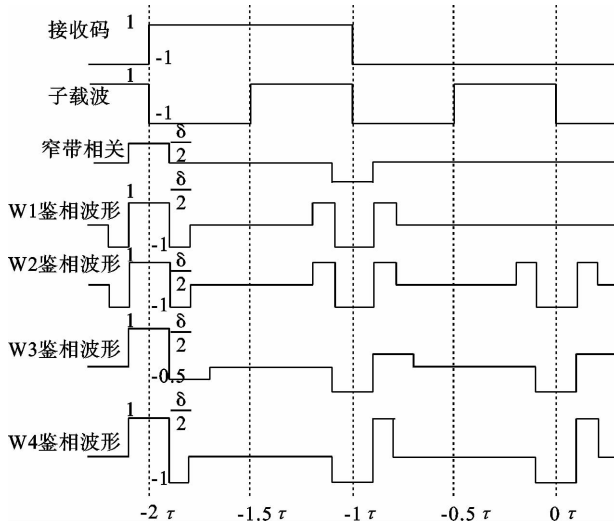 接收码
1
-1
子载波
1
-1
窄带相关
δ/2
W1鉴相波形
1
δ/2
-1
W2鉴相波形
1
δ/2
-1
W3鉴相波形
1
δ/2
-0.5
W4鉴相波形
1
δ/2
-1
-2 τ
-1.5 τ
-1 τ
-0.5 τ
0 τ